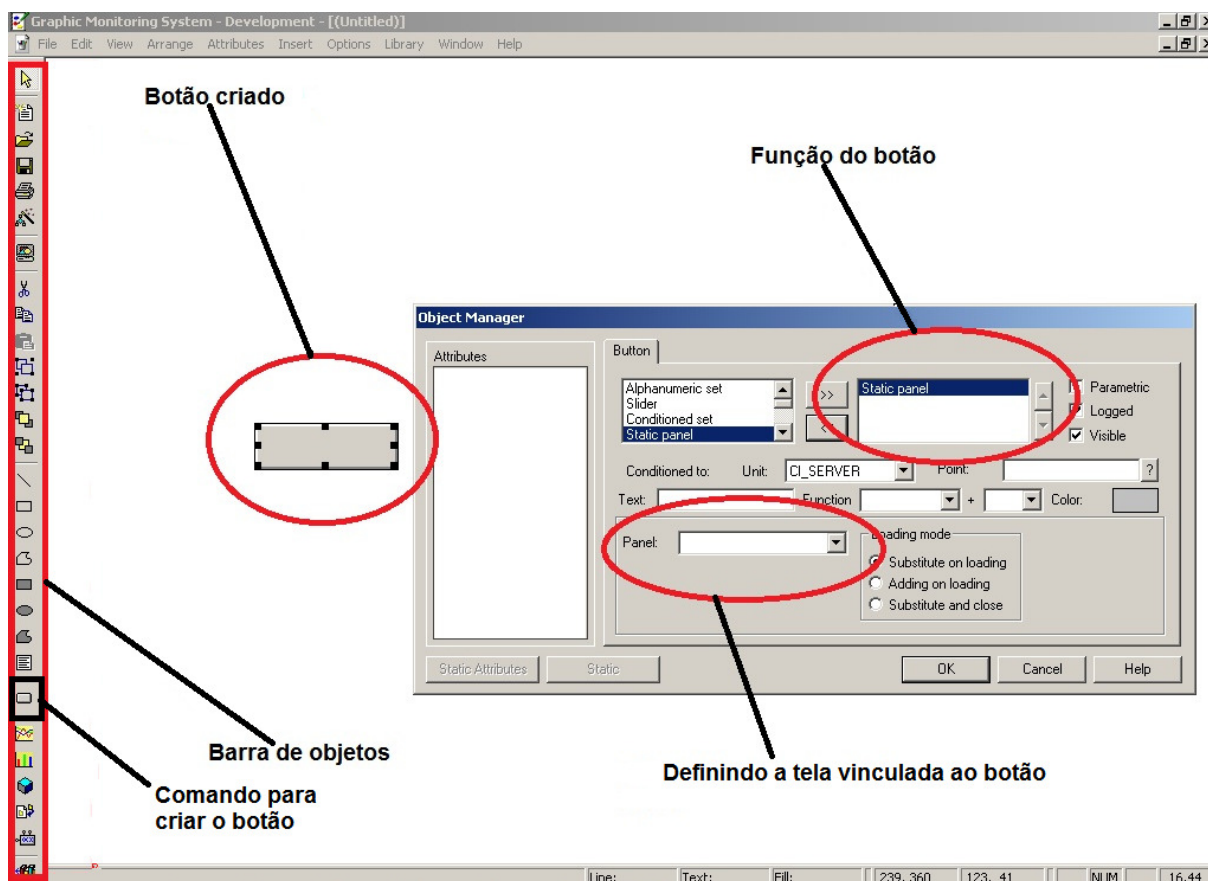 Graphic Monitoring System - Development - [(Untitled)]
File Edit View Arrange Attributes Insert Options Library Window Help
Botão criado
Função do botão
Object Manager
Attributes
Button
Alphanumeric set
Slider
Conditioned set
Static panel
>>
<<
Static panel
Parametric
Logged
Visible
Conditioned to: Unit: CI_SERVER Point: ?
Text: Function + Color:
Panel:
Loading mode
Substitute on loading
Adding on loading
Substitute and close
Static Attributes Static OK Cancel Help
Barra de objetos
Definindo a tela vinculada ao botão
Comando para
criar o botão
Line: Text: Fill: 239, 360 123, 41 NUM 16.44